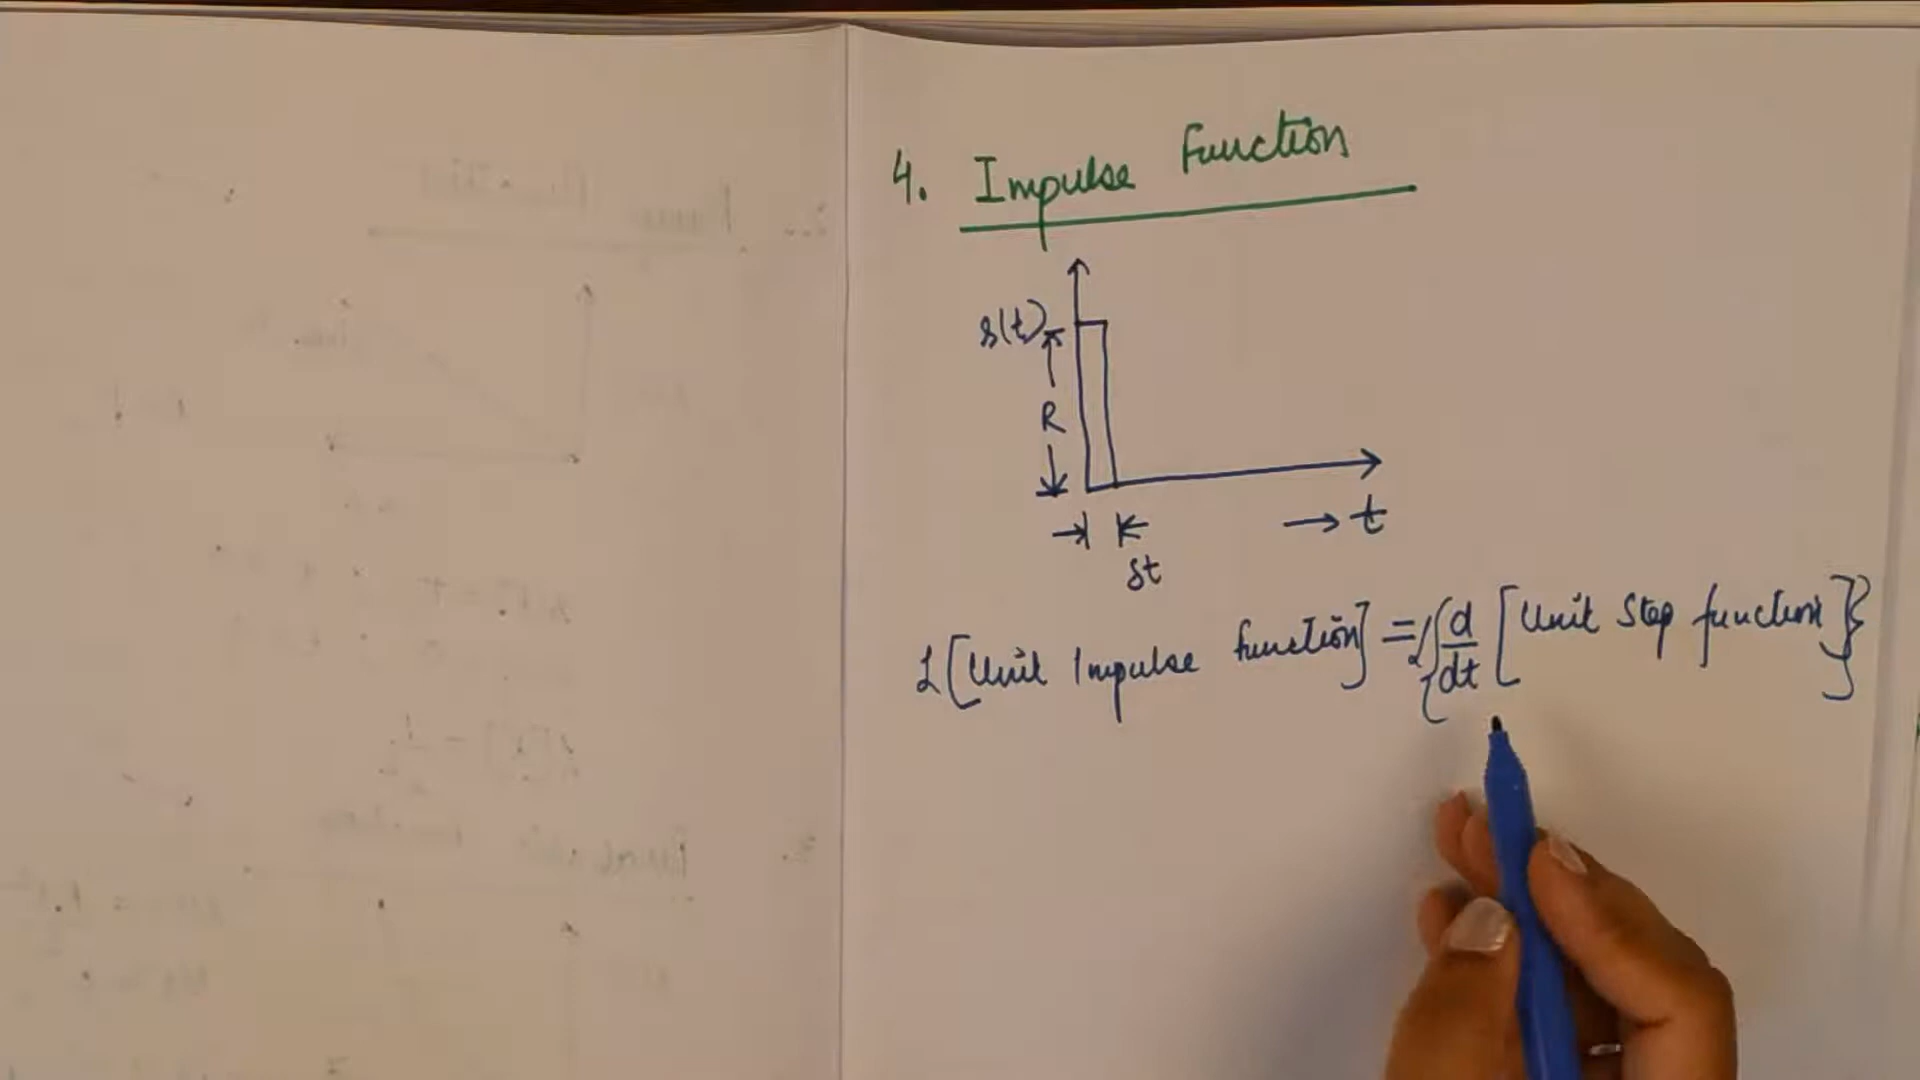 4. Impulse Function
s(t)
R
→ t
δt
L[Unit Impulse function] = L{d/dt [Unit Step function]}